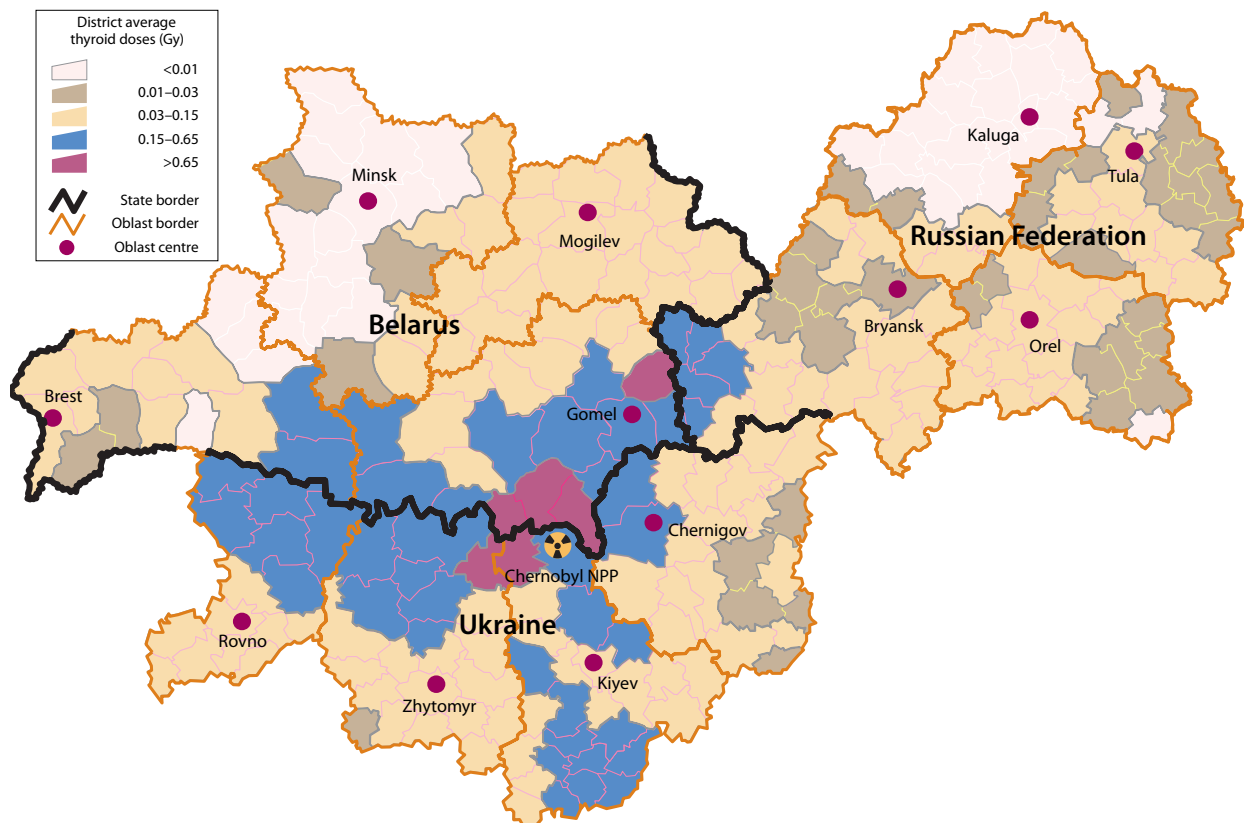 District average
thyroid doses (Gy)
<0.01
0.01–0.03
0.03–0.15
0.15–0.65
>0.65
State border
Oblast border
Oblast centre
Kaluga
Tula
Minsk
Mogilev
Russian Federation
Belarus
Bryansk
Orel
Brest
Gomel
Chernigov
Chernobyl NPP
Ukraine
Rovno
Kiyev
Zhytomyr